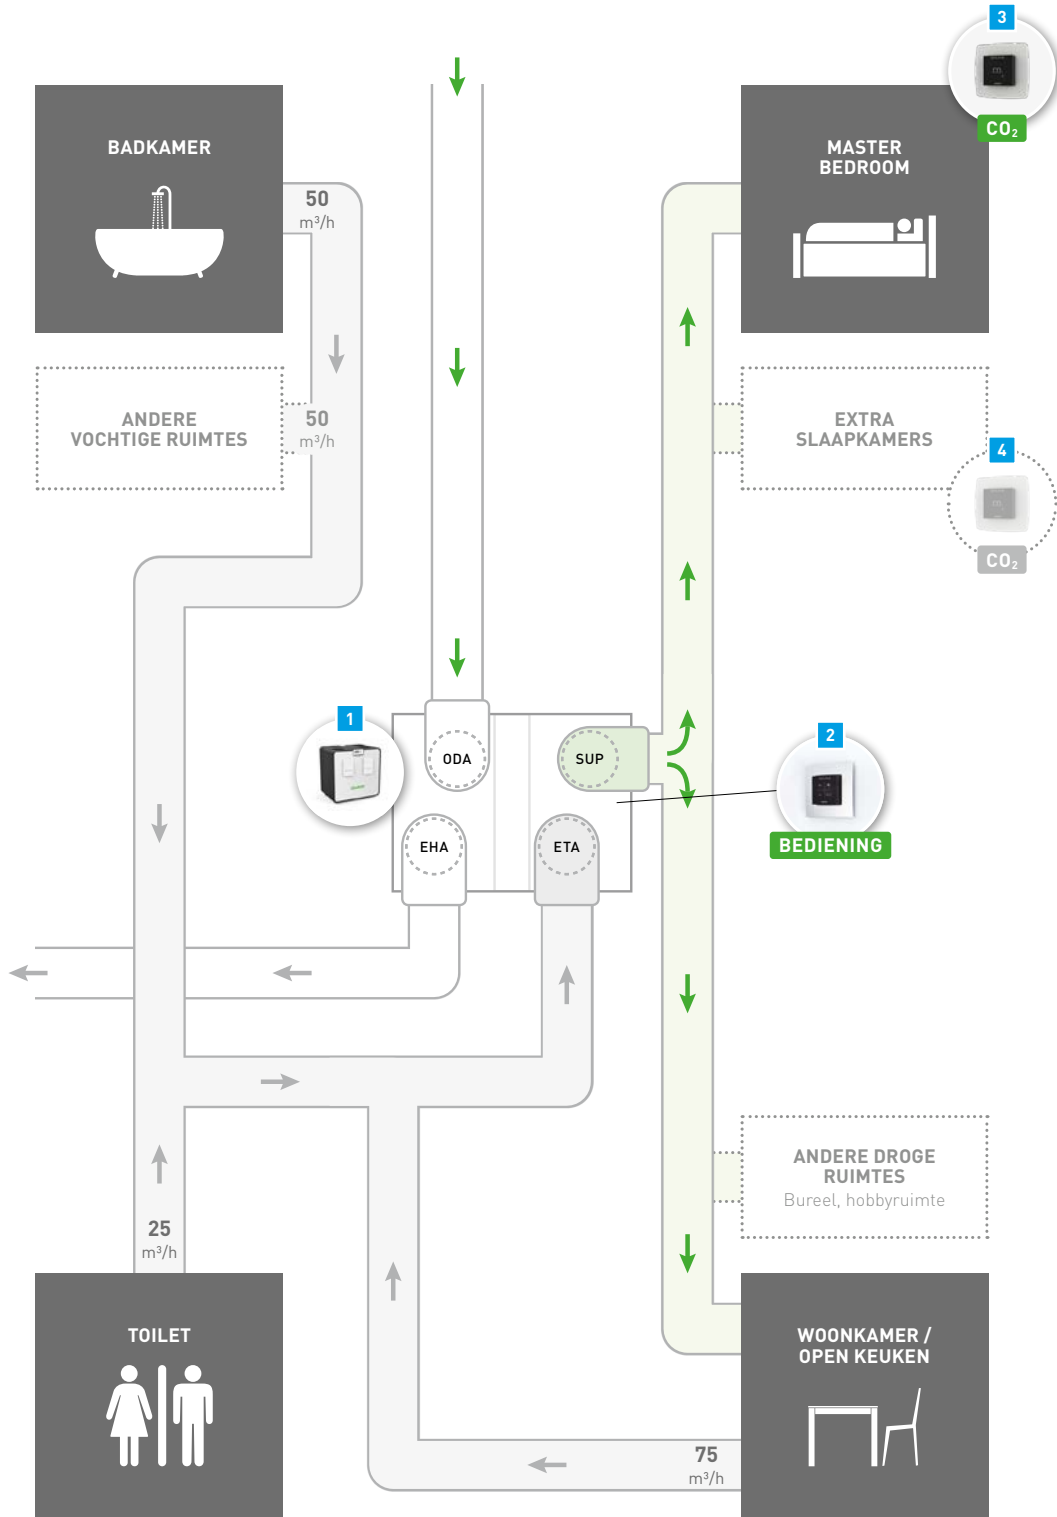 3
CO₂
BADKAMER
50
m³/h
MASTER
BEDROOM
ANDERE
VOCHTIGE RUIMTES
50
m³/h
EXTRA
SLAAPKAMERS
4
CO₂
1
ODA
SUP
2
EHA
ETA
BEDIENING
ANDERE DROGE
RUIMTES
Bureel, hobbyruimte
25
m³/h
TOILET
WOONKAMER /
OPEN KEUKEN
75
m³/h